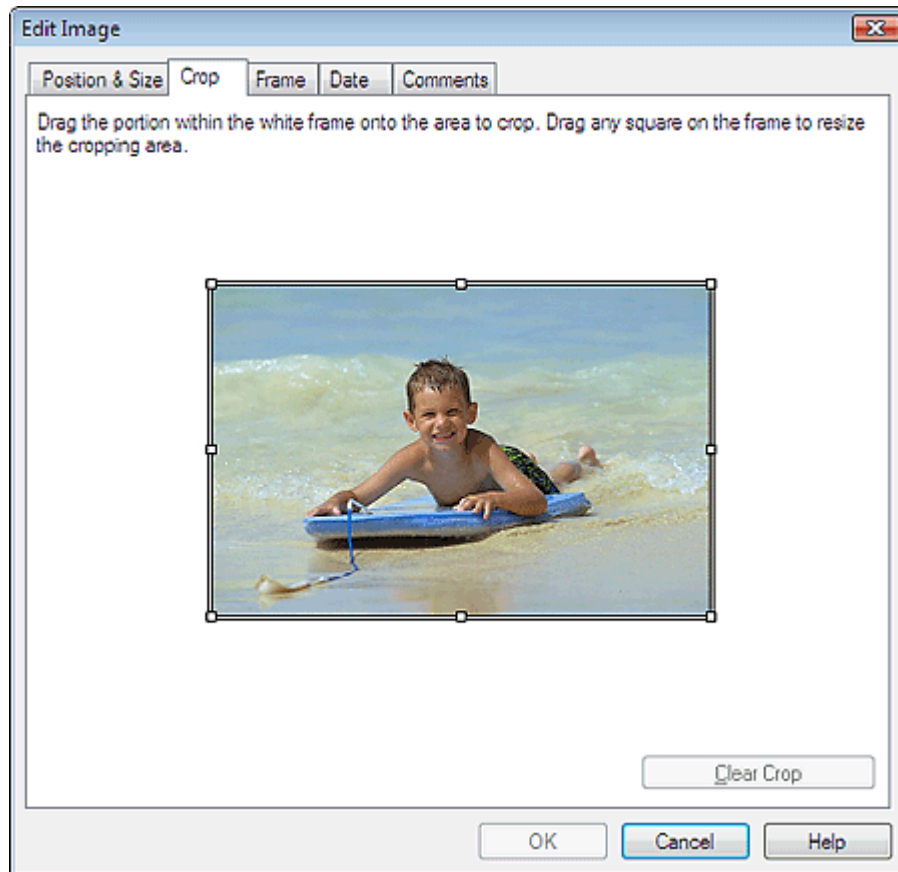 Edit Image
Position & Size Crop Frame Date Comments
Drag the portion within the white frame onto the area to crop. Drag any square on the frame to resize
the cropping area.
Clear Crop
OK Cancel Help